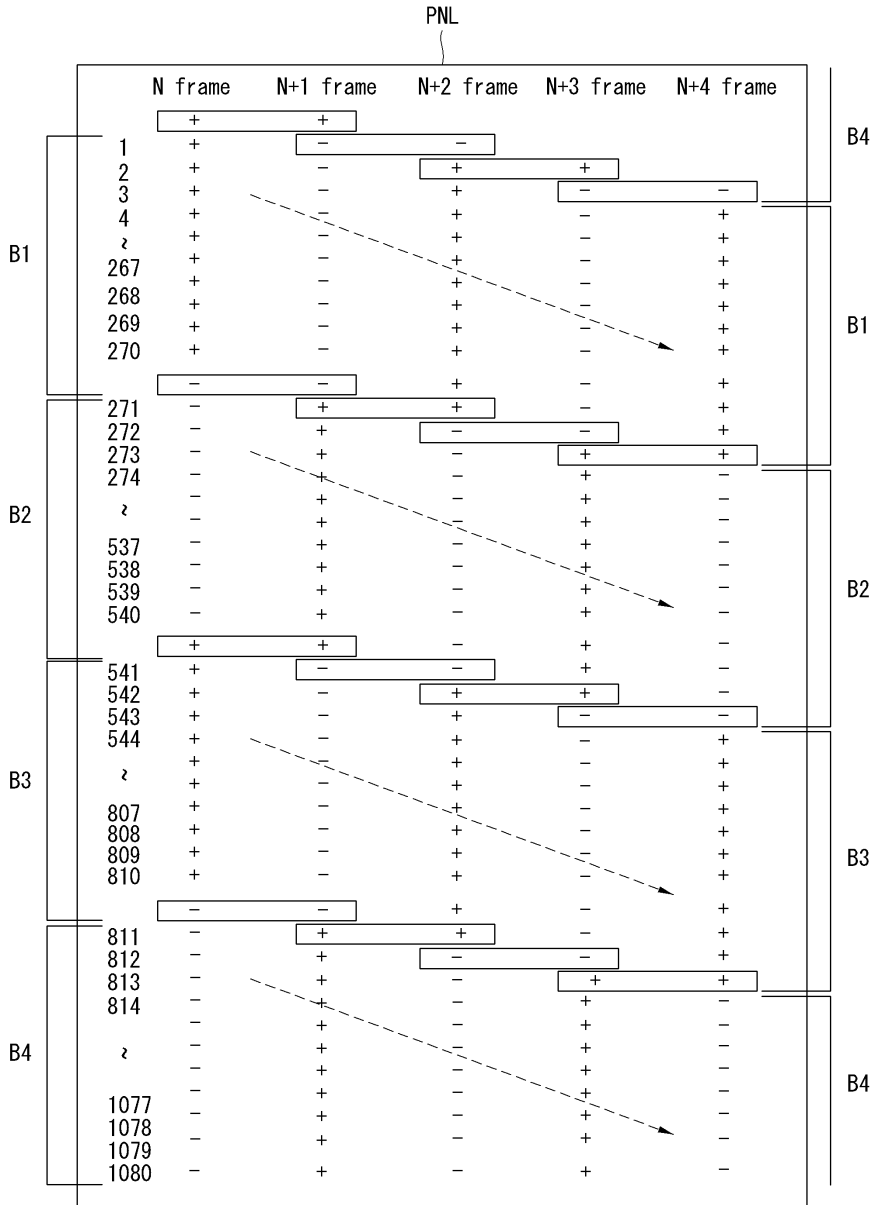 PNL
N frame N+1 frame N+2 frame N+3 frame N+4 frame
+ +
B4
1 + − −
2 + − + +
3 + − + − −
4 + − + − +
~ + − + − +
B1
267 + − + − +
268 + − + − +
+ − + − +
269 + − + − +
B1
270 + − + − +
− − + − +
271 − + + − +
272 − + − − +
273 − + − + +
274 − + − + −
− + − + −
B2
~ − + − + −
537 − + − + −
538 − + − + −
539 − + − + −
B2
540 − + − + −
+ + − + −
541 + − − + −
542 + − + + −
543 + − + − −
544 + − + − +
+ − + − +
B3
~ + − + − +
807 + − + − +
808 + − + − +
809 + − + − +
B3
810 + − + − +
− − + − +
811 − + + − +
812 − + − − +
813 − + − + +
814 − + − + −
− + − + −
B4
~ − + − + −
− + − + −
B4
1077 − + − + −
1078 − + − + −
1079 − + − + −
1080 − + − + −